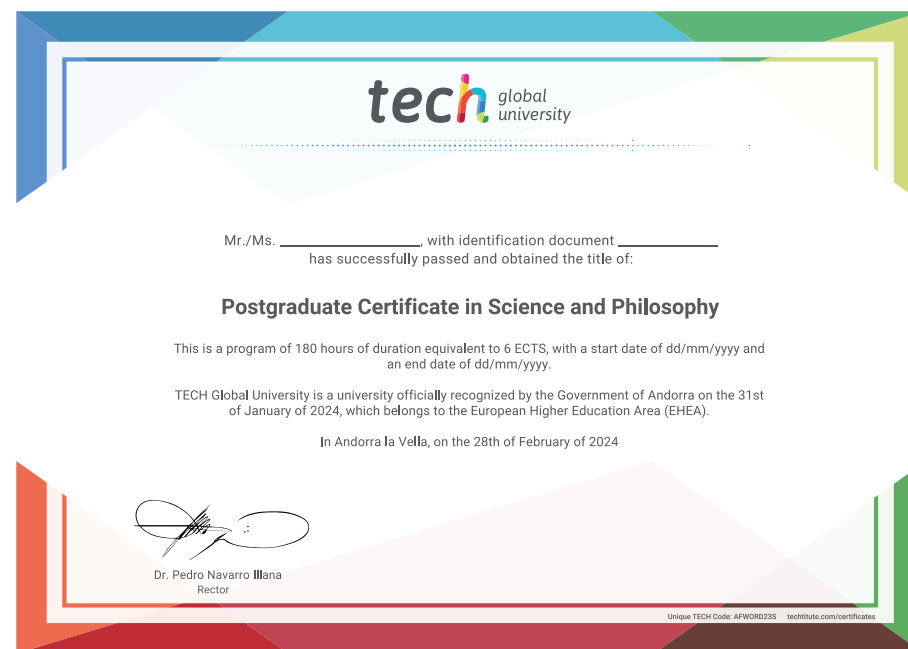 tech global university
Mr./Ms. ____________, with identification document ____________
has successfully passed and obtained the title of:
Postgraduate Certificate in Science and Philosophy
This is a program of 180 hours of duration equivalent to 6 ECTS, with a start date of dd/mm/yyyy and
an end date of dd/mm/yyyy.
TECH Global University is a university officially recognized by the Government of Andorra on the 31st
of January of 2024, which belongs to the European Higher Education Area (EHEA).
In Andorra la Vella, on the 28th of February of 2024
Dr. Pedro Navarro Illana
Rector
Unique TECH Code: AFWORD23S techtitute.com/certificates